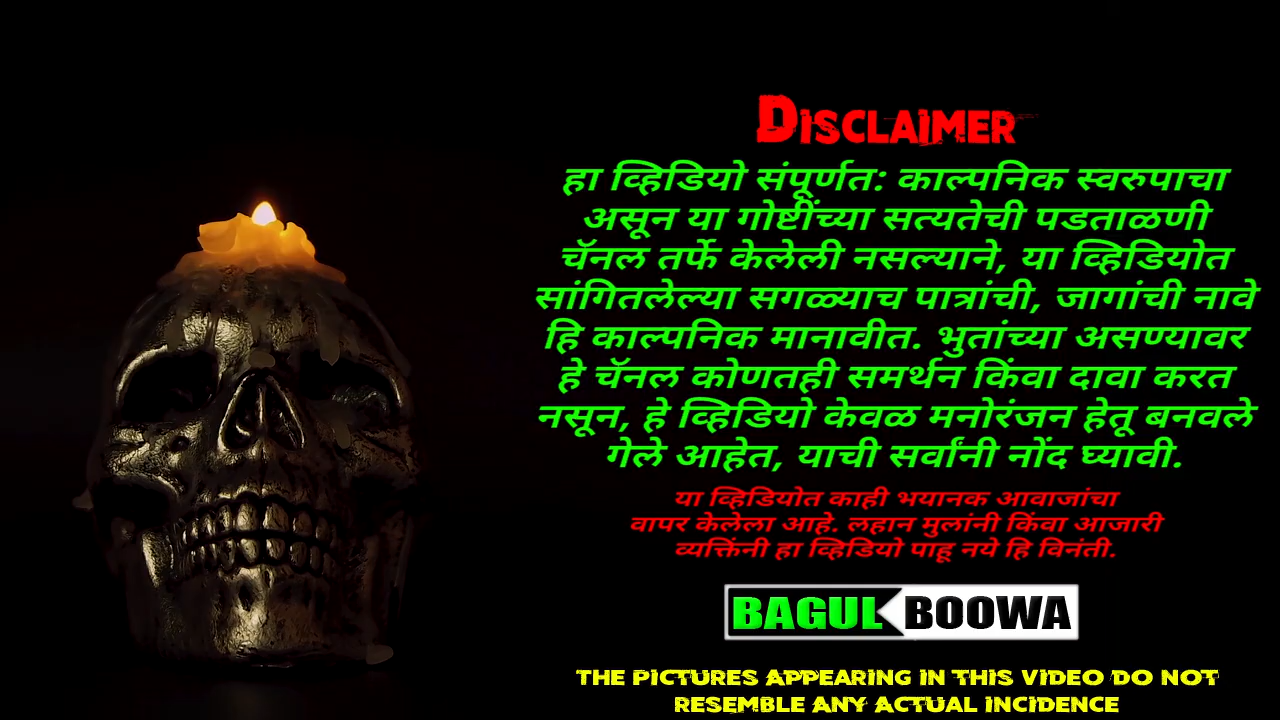 DISCLAIMER
हा व्हिडियो संपूर्णत: काल्पनिक स्वरुपाचा
असून या गोष्टींच्या सत्यतेची पडताळणी
चॅनल तर्फे केलेली नसल्याने, या व्हिडियोत
सांगितलेल्या सगळ्याच पात्रांची, जागांची नावे
हि काल्पनिक मानावीत. भुतांच्या असण्यावर
हे चॅनल कोणतही समर्थन किंवा दावा करत
नसून, हे व्हिडियो केवळ मनोरंजन हेतू बनवले
गेले आहेत, याची सर्वांनी नोंद घ्यावी.
या व्हिडियोत काही भयानक आवाजांचा
वापर केलेला आहे. लहान मुलांनी किंवा आजारी
व्यक्तिंनी हा व्हिडियो पाहू नये हि विनंती.
BAGUL BOOWA
THE PICTURES APPEARING IN THIS VIDEO DO NOT
RESEMBLE ANY ACTUAL INCIDENCE